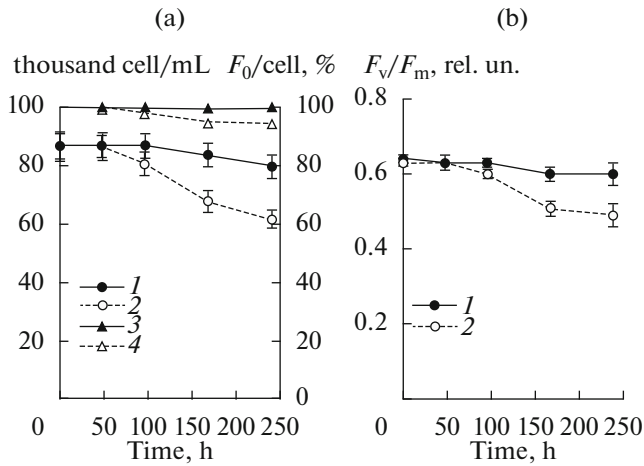 (a) (b)
thousand cell/mL F₀/cell, % Fᵥ/Fₘ, rel. un.
100 100 0.8
80 80
0.6
60 60
0.4
40 1 40
2 1
20 3 20 0.2 2
4
0
0 50 100 150 200 250 0 50 100 150 200 250
Time, h Time, h